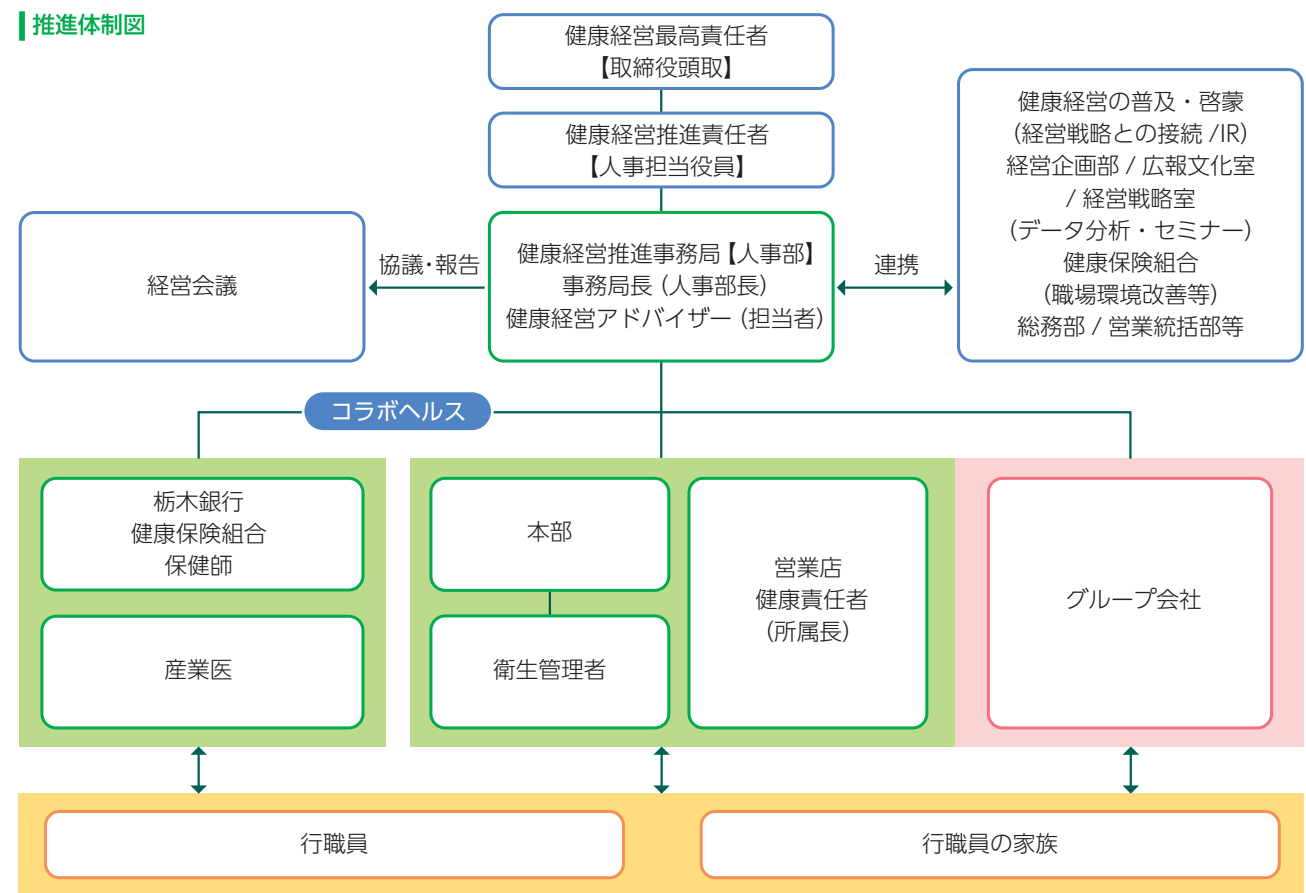 推進体制図
健康経営最高責任者
【取締役頭取】
健康経営推進責任者
【人事担当役員】
健康経営の普及・啓蒙
(経営戦略との接続 /IR)
経営企画部 / 広報文化室
/ 経営戦略室
(データ分析・セミナー)
健康保険組合
(職場環境改善等)
総務部 / 営業統括部等
経営会議
協議・報告
健康経営推進事務局【人事部】
事務局長 (人事部長)
健康経営アドバイザー (担当者)
連携
コラボヘルス
栃木銀行
健康保険組合
保健師
産業医
本部
衛生管理者
営業店
健康責任者
(所属長)
グループ会社
行職員
行職員の家族